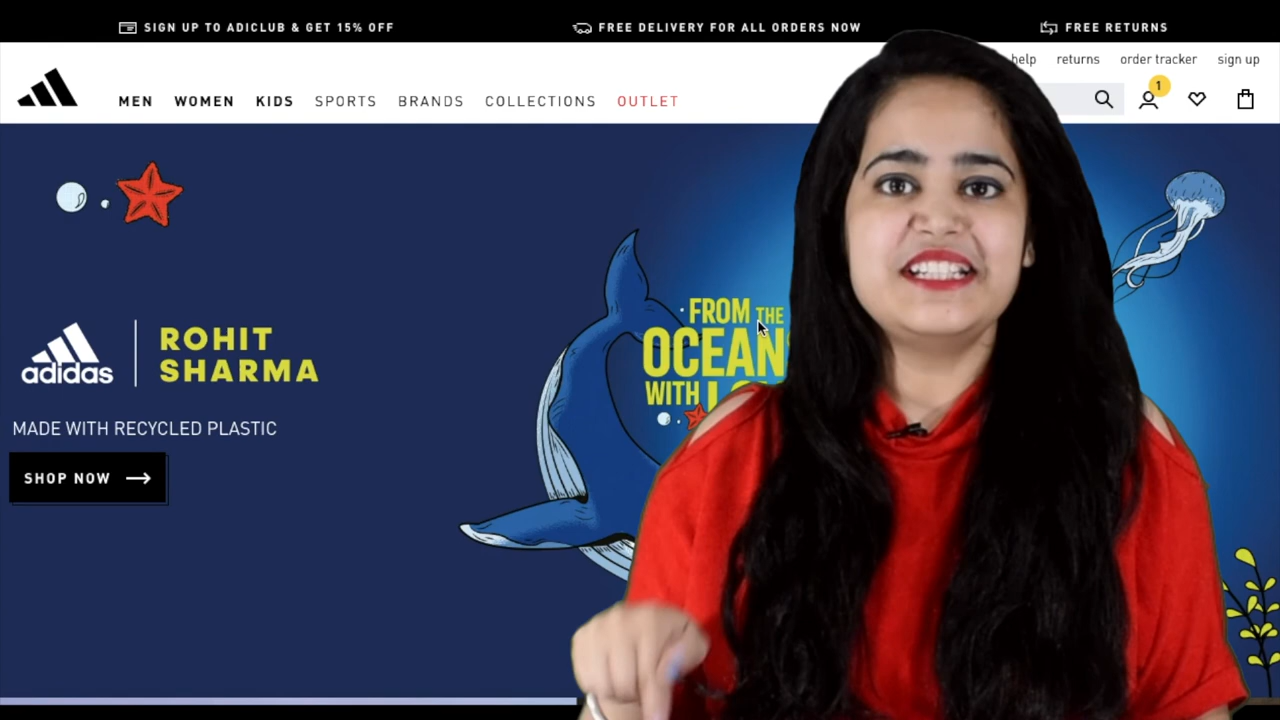 SIGN UP TO ADICLUB & GET 15% OFF
FREE DELIVERY FOR ALL ORDERS NOW
FREE RETURNS
help returns order tracker sign up
1
MEN WOMEN KIDS SPORTS BRANDS COLLECTIONS OUTLET
adidas
ROHIT
SHARMA
MADE WITH RECYCLED PLASTIC
SHOP NOW
FROM THE
OCEAN
WITH